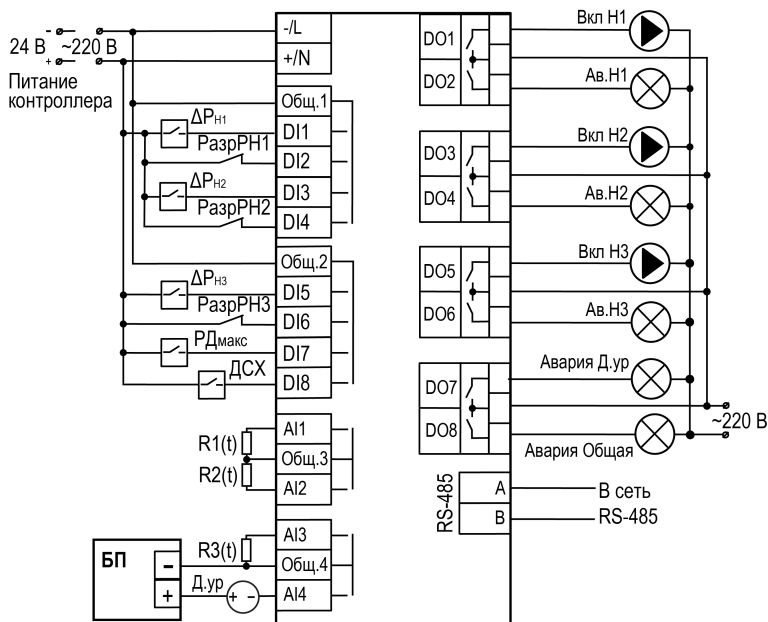 -/L
24 В ~220 В
+/N
Питание
контроллера
Общ.1
ΔPН1
DI1
РазрРН1
DI2
ΔPН2
DI3
РазрРН2
DI4
Общ.2
ΔPН3
DI5
РазрРН3
DI6
РДмакс
DI7
ДСХ
DI8
AI1
R1(t)
Общ.3
R2(t)
AI2
AI3
R3(t)
Общ.4
БП
-
+
Д.ур
+ -
AI4
DO1
Вкл Н1
DO2
Ав.Н1
DO3
Вкл Н2
DO4
Ав.Н2
DO5
Вкл Н3
DO6
Ав.Н3
DO7
Авария Д.ур
~220 В
DO8
Авария Общая
RS-485
A
В сеть
B
RS-485